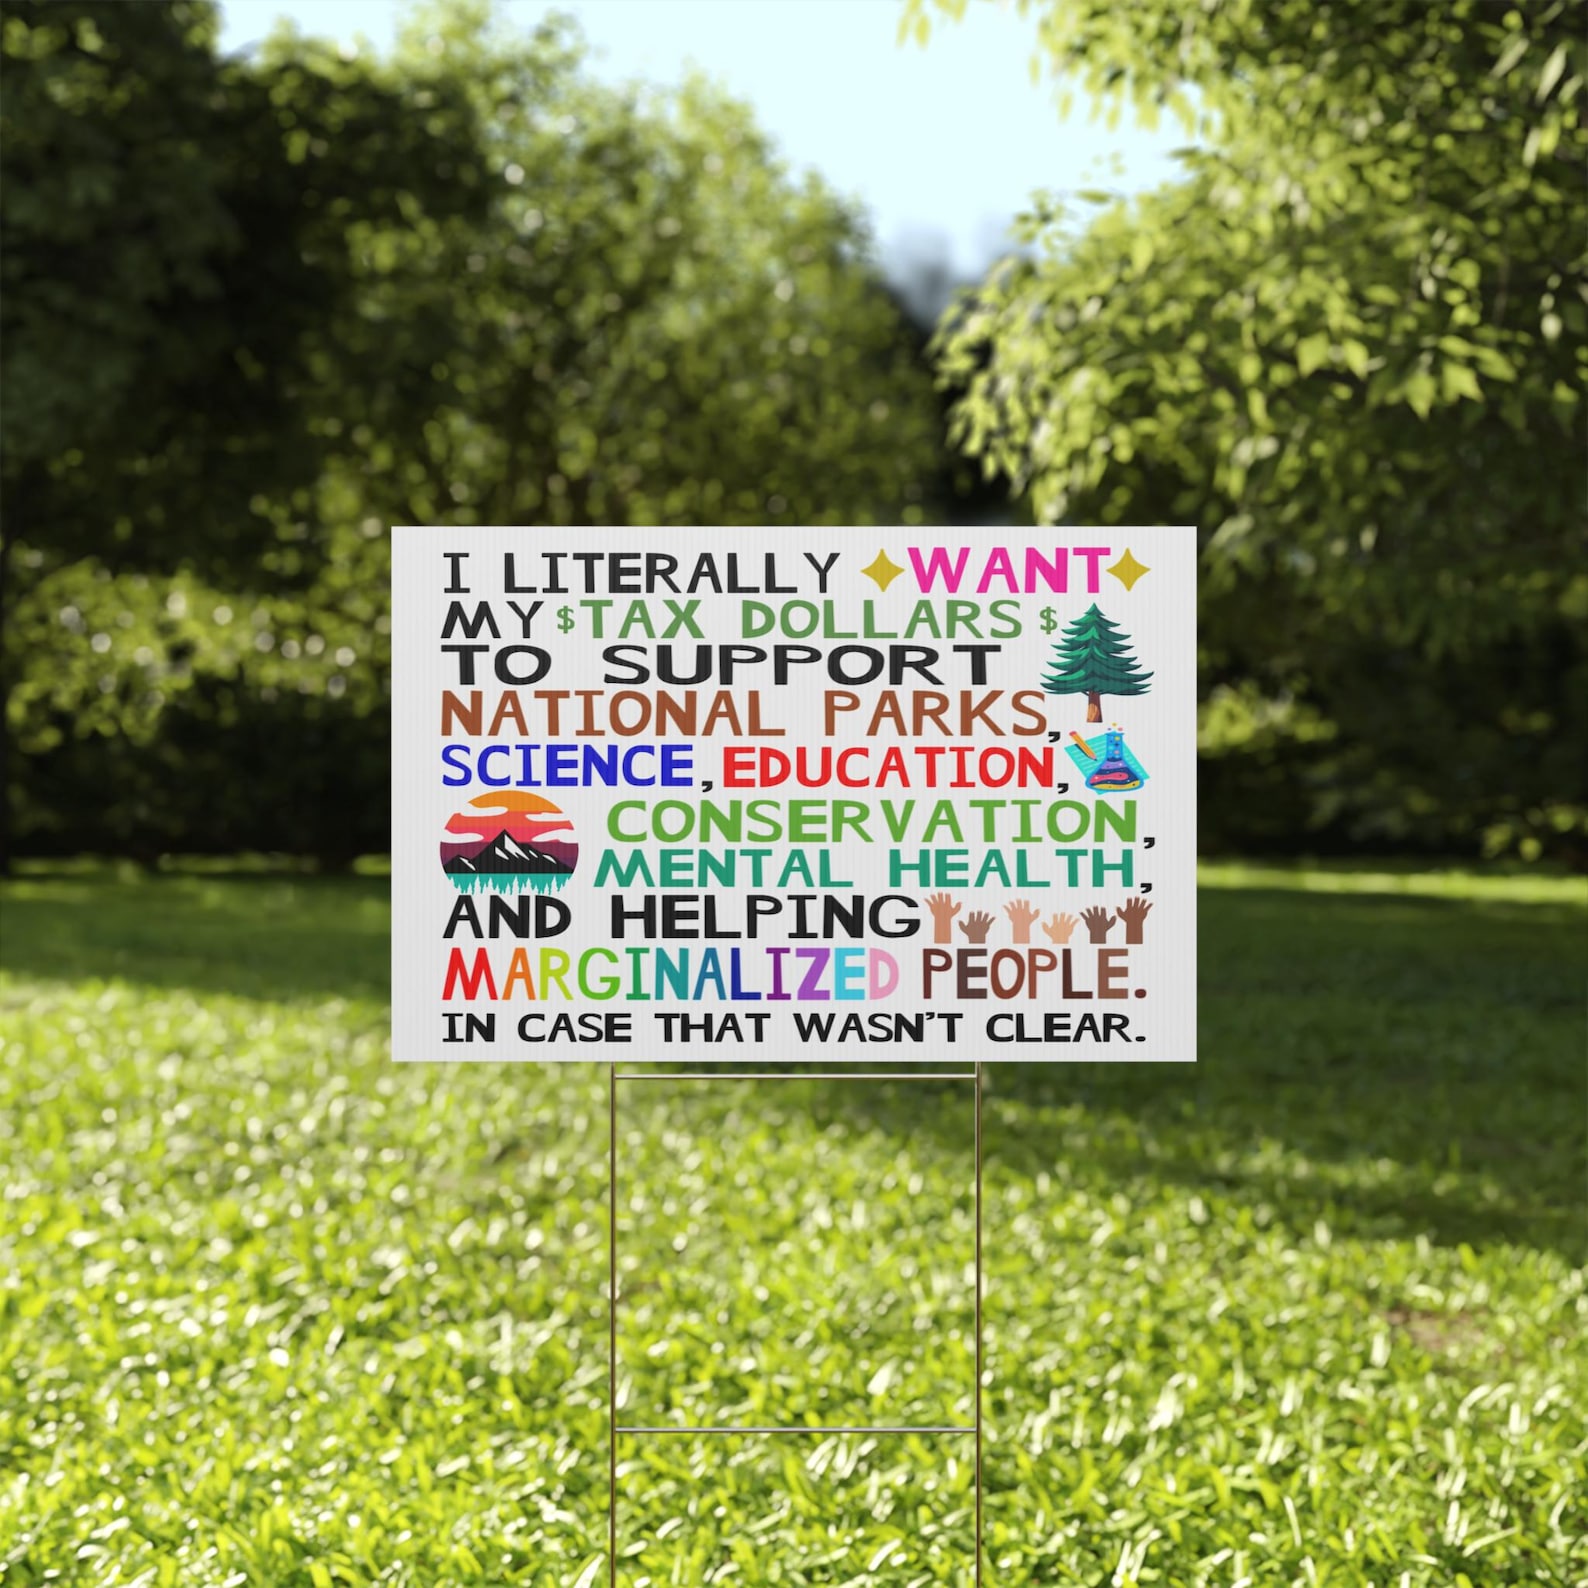 I LITERALLY WANT
MY $TAX DOLLARS $
TO SUPPORT
NATIONAL PARKS,
SCIENCE, EDUCATION,
CONSERVATION,
MENTAL HEALTH,
AND HELPING
MARGINALIZED PEOPLE.
IN CASE THAT WASN'T CLEAR.